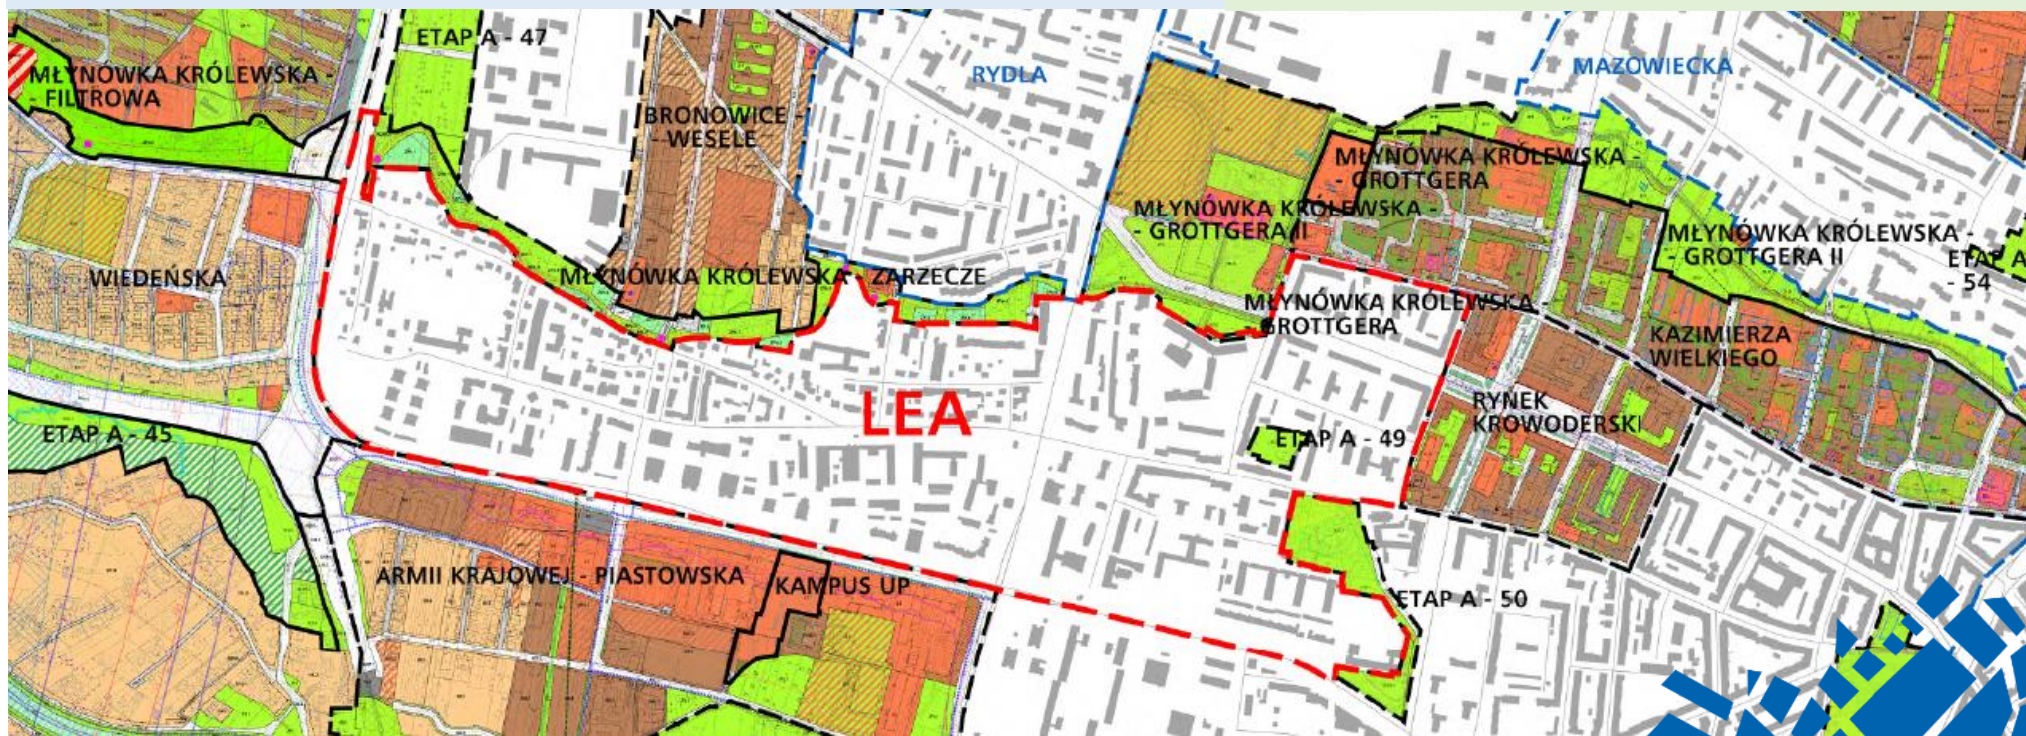 ETAP A - 47
MŁYNÓWKA KRÓLEWSKA -
- FILTROWA
RYDLA
MAZOWIECKA
BRONOWICE -
- WESELE
MŁYNÓWKA KRÓLEWSKA -
- GROTTGERA
MŁYNÓWKA KRÓLEWSKA -
- GROTTGERA II
MŁYNÓWKA KRÓLEWSKA -
- GROTTGERA II
ETAP A
- 54
WIEDEŃSKA
MŁYNÓWKA KRÓLEWSKA - ZARZECZE
MŁYNÓWKA KRÓLEWSKA -
- GROTTGERA
KAZIMIERZA
WIELKIEGO
LEA
RYNEK
KROWODERSKI
ETAP A - 45
ETAP A - 49
ARMII KRAJOWEJ - PIASTOWSKA
KAMPUS UP
ETAP A - 50